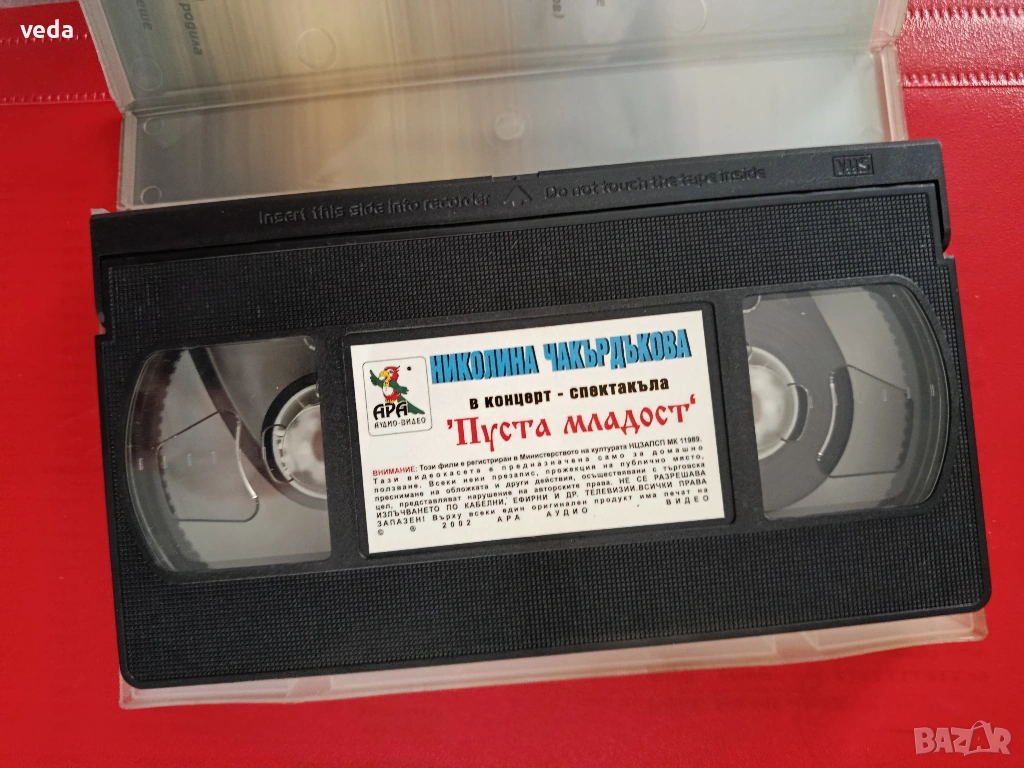 veda
родила
Insert this side into recorder
Do not touch the tape inside
VHS
АРА
АУДИО-ВИДЕО
НИКОЛИНА ЧАКЪРДЪКОВА
в концерт - спектакъла
'Пуста младост'
ВНИМАНИЕ: Този филм е регистриран в Министерството на културата НЦЗАПСП МК 11989.
Тази видеокасета е предназначена само за домашно
ползване. Всеки неин презапис, прожекция на публично място,
преснимане на обложката и други действия, осъществявани с търговска
цел, представляват нарушение на авторските права. НЕ СЕ РАЗРЕШАВА
ИЗЛЪЧВАНЕТО ПО КАБЕЛНИ, ЕФИРНИ И ДР. ТЕЛЕВИЗИИ.ВСИЧКИ ПРАВА
ЗАПАЗЕН! Върху всеки един оригинален продукт има печат на
© ® 2002 АРА АУДИО ВИДЕО
BAZAR